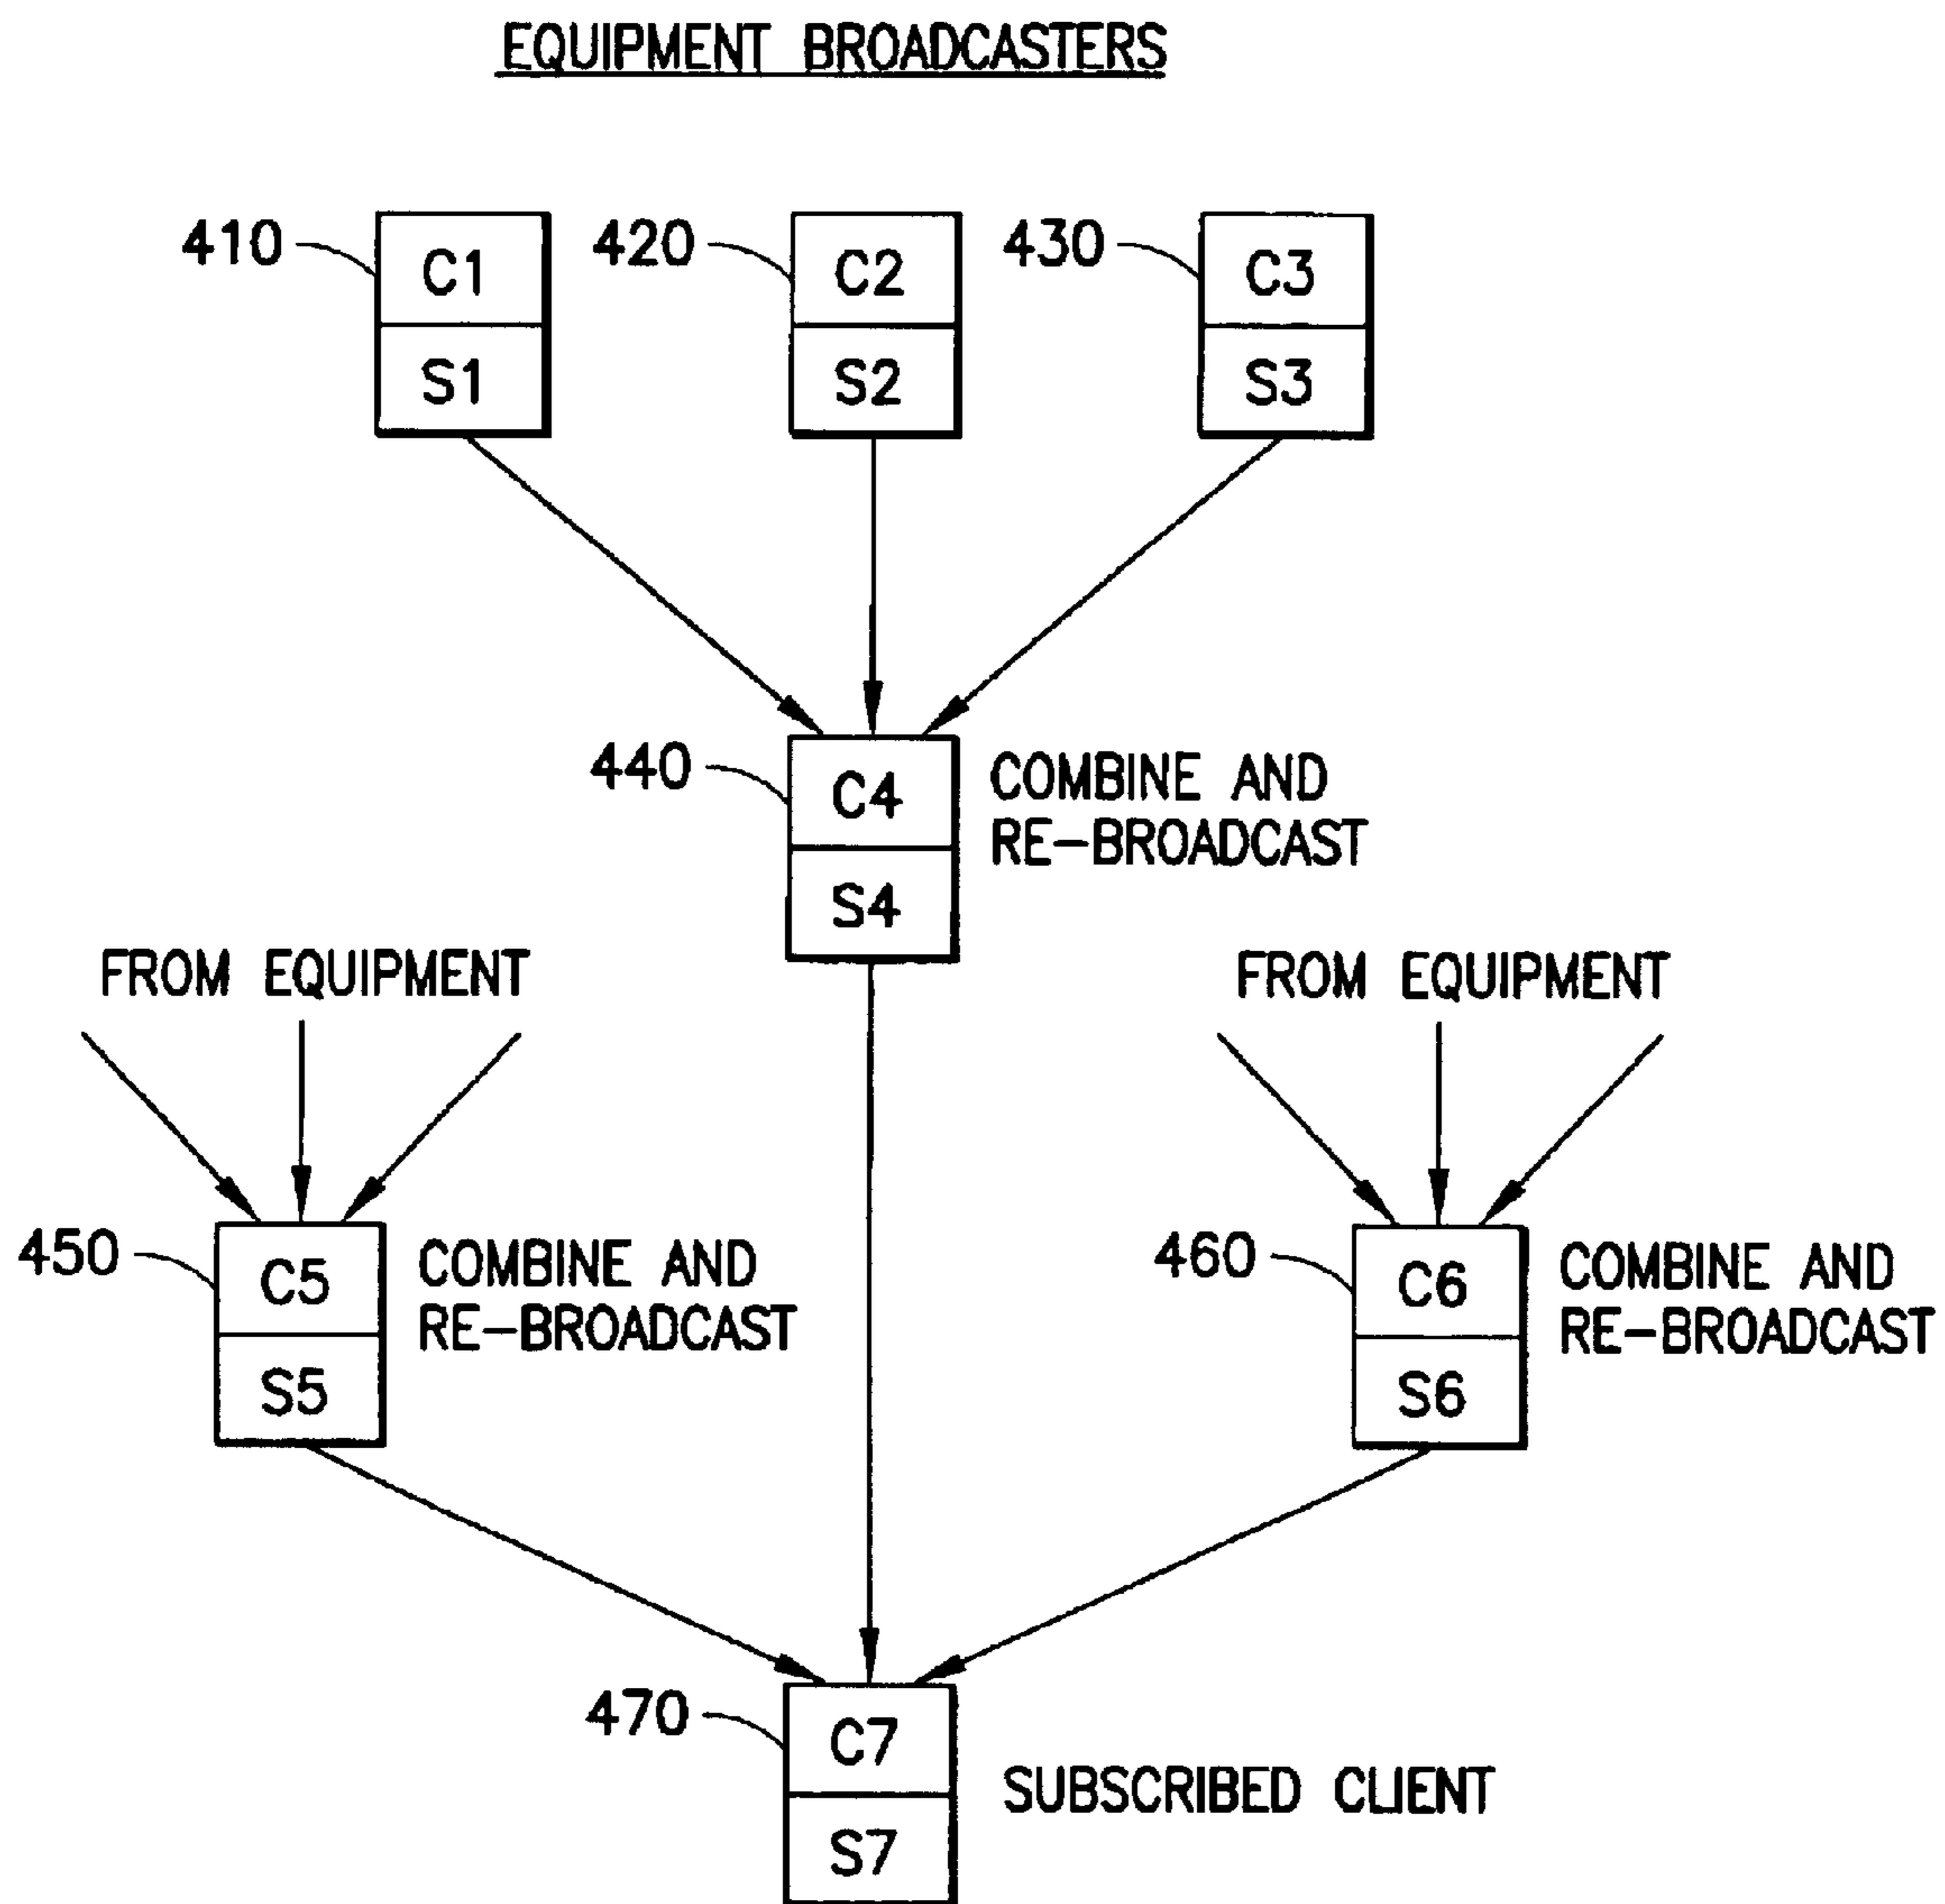 EQUIPMENT BROADCASTERS
410
C1
S1
420
C2
S2
430
C3
S3
440
C4
S4
COMBINE AND
RE-BROADCAST
FROM EQUIPMENT
FROM EQUIPMENT
450
C5
S5
COMBINE AND
RE-BROADCAST
460
C6
S6
COMBINE AND
RE-BROADCAST
470
C7
S7
SUBSCRIBED CLIENT